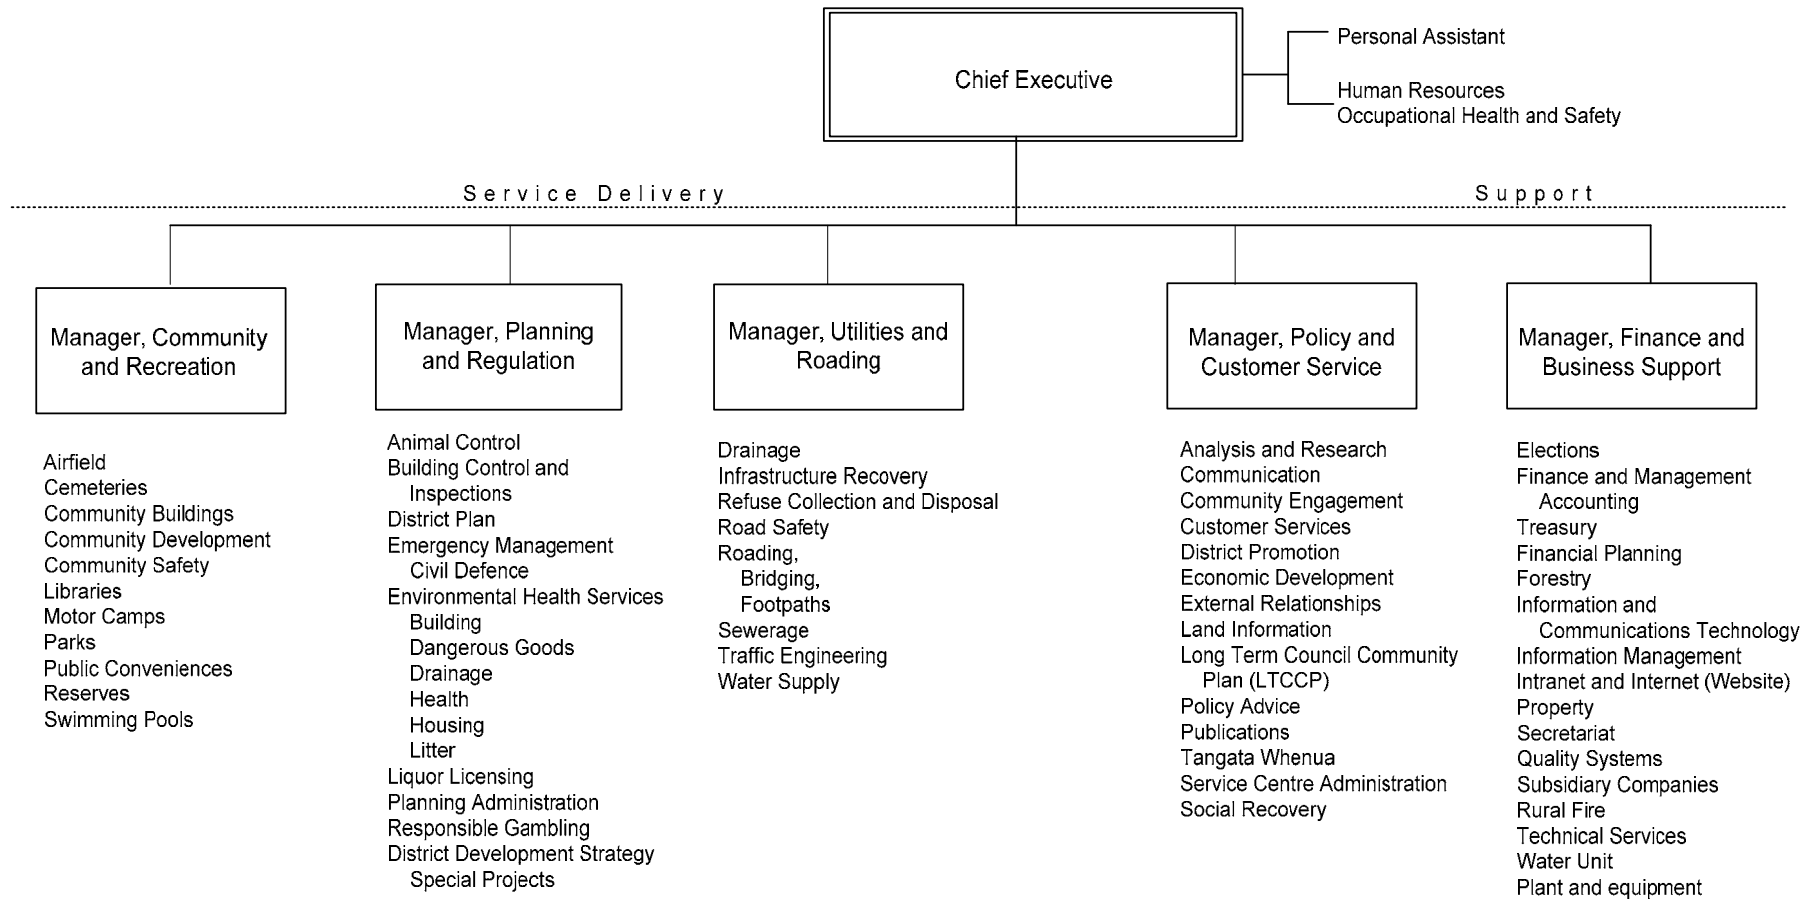 Chief Executive
Personal Assistant
Human Resources
Occupational Health and Safety
Service Delivery
Support
Manager, Community
and Recreation
Airfield
Cemeteries
Community Buildings
Community Development
Community Safety
Libraries
Motor Camps
Parks
Public Conveniences
Reserves
Swimming Pools
Manager, Planning
and Regulation
Animal Control
Building Control and
Inspections
District Plan
Emergency Management
Civil Defence
Environmental Health Services
Building
Dangerous Goods
Drainage
Health
Housing
Litter
Liquor Licensing
Planning Administration
Responsible Gambling
District Development Strategy
Special Projects
Manager, Utilities and
Roading
Drainage
Infrastructure Recovery
Refuse Collection and Disposal
Road Safety
Roading,
Bridging,
Footpaths
Sewerage
Traffic Engineering
Water Supply
Manager, Policy and
Customer Service
Analysis and Research
Communication
Community Engagement
Customer Services
District Promotion
Economic Development
External Relationships
Land Information
Long Term Council Community
Plan (LTCCP)
Policy Advice
Publications
Tangata Whenua
Service Centre Administration
Social Recovery
Manager, Finance and
Business Support
Elections
Finance and Management
Accounting
Treasury
Financial Planning
Forestry
Information and
Communications Technology
Information Management
Intranet and Internet (Website)
Property
Secretariat
Quality Systems
Subsidiary Companies
Rural Fire
Technical Services
Water Unit
Plant and equipment